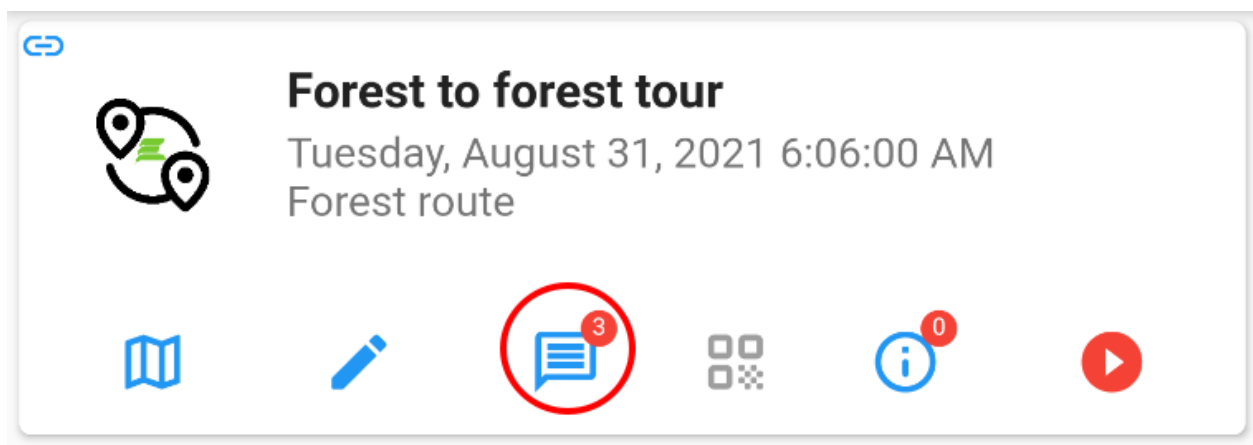 Forest to forest tour
Tuesday, August 31, 2021 6:06:00 AM
Forest route
3
0